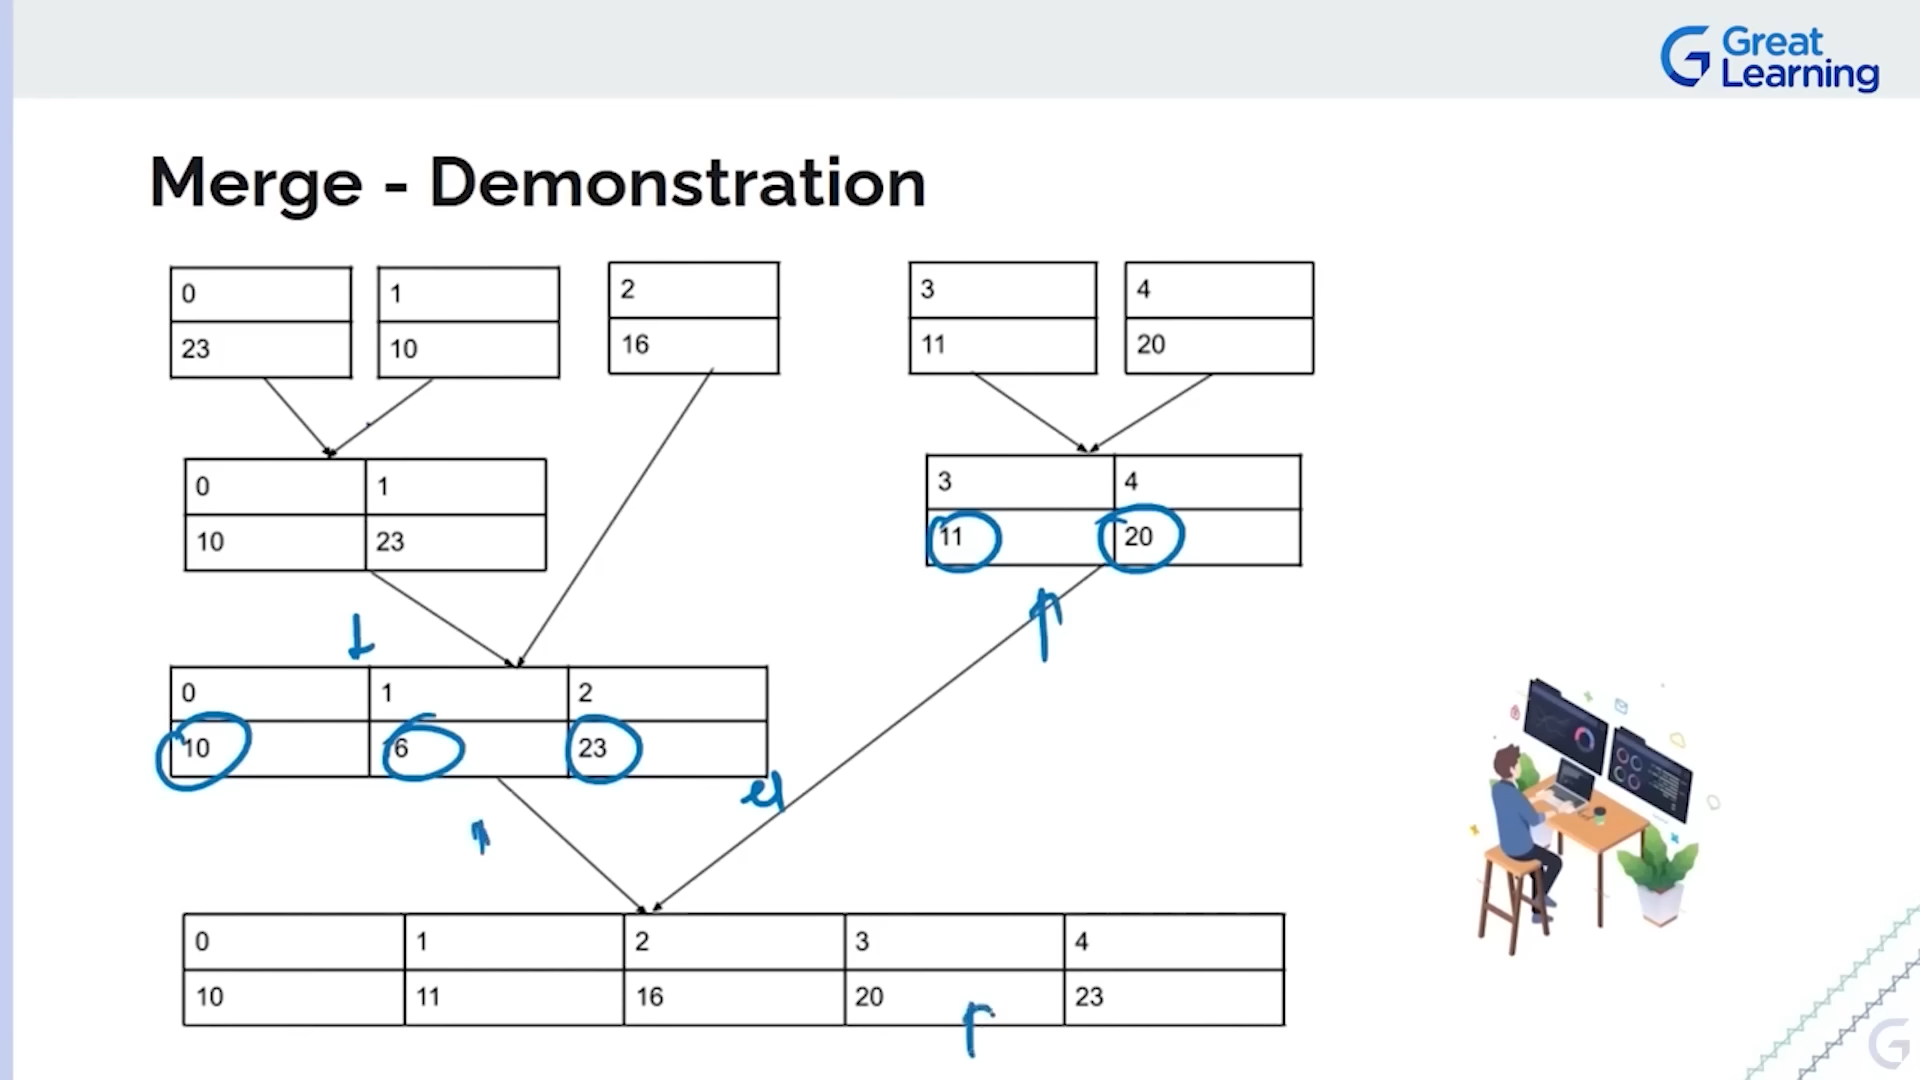 Great
Learning
Merge - Demonstration
0 1 2 3 4
23 10 16 11 20
0 1 3 4
10 23 11 20
0 1 2
10 6 23
0 1 2 3 4
10 11 16 20 23